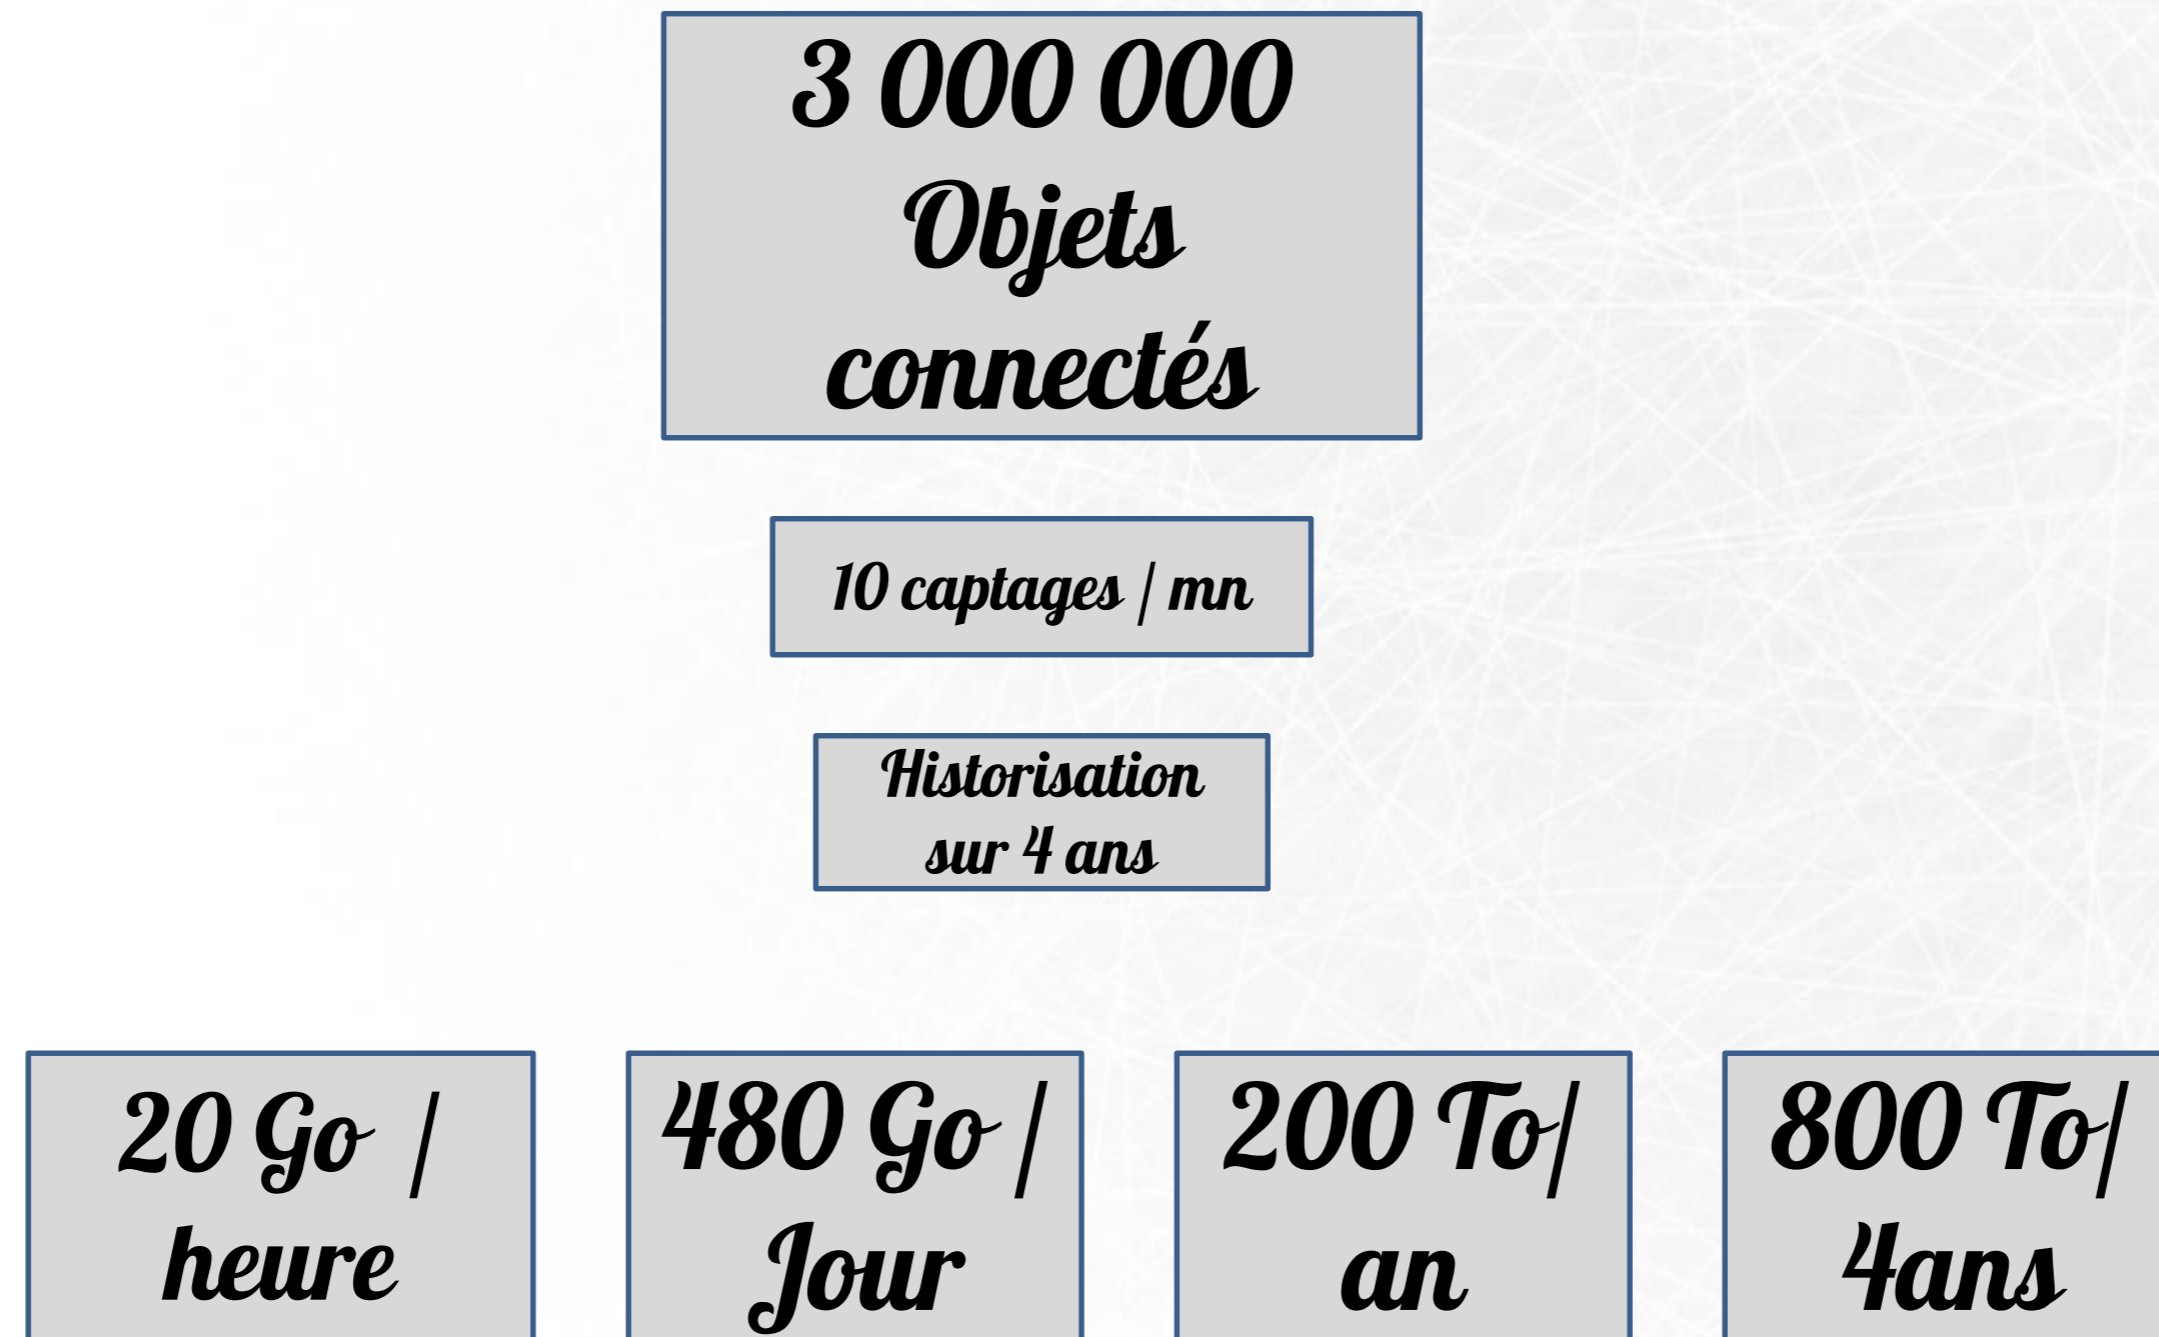 3 000 000
Objets
connectés
10 captages / mn
Historisation
sur 4 ans
20 Go /
heure
480 Go /
Jour
200 To/
an
800 To/
4ans